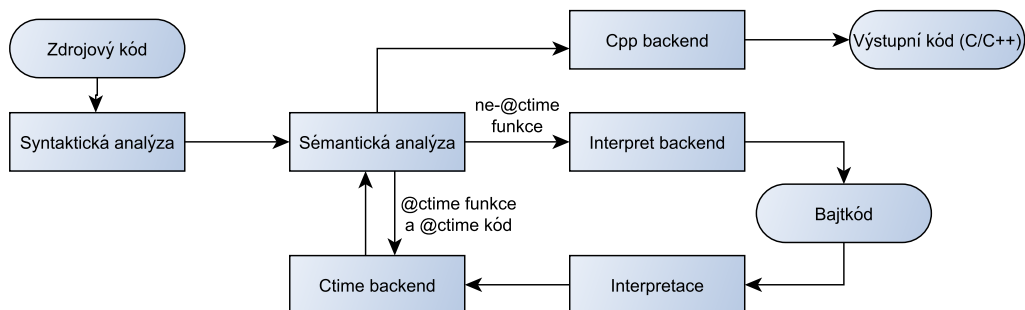 Zdrojový kód
Cpp backend
Výstupní kód (C/C++)
Syntaktická analýza
Sémantická analýza
ne-@ctime
funkce
Interpret backend
@ctime funkce
a @ctime kód
Bajtkód
Ctime backend
Interpretace